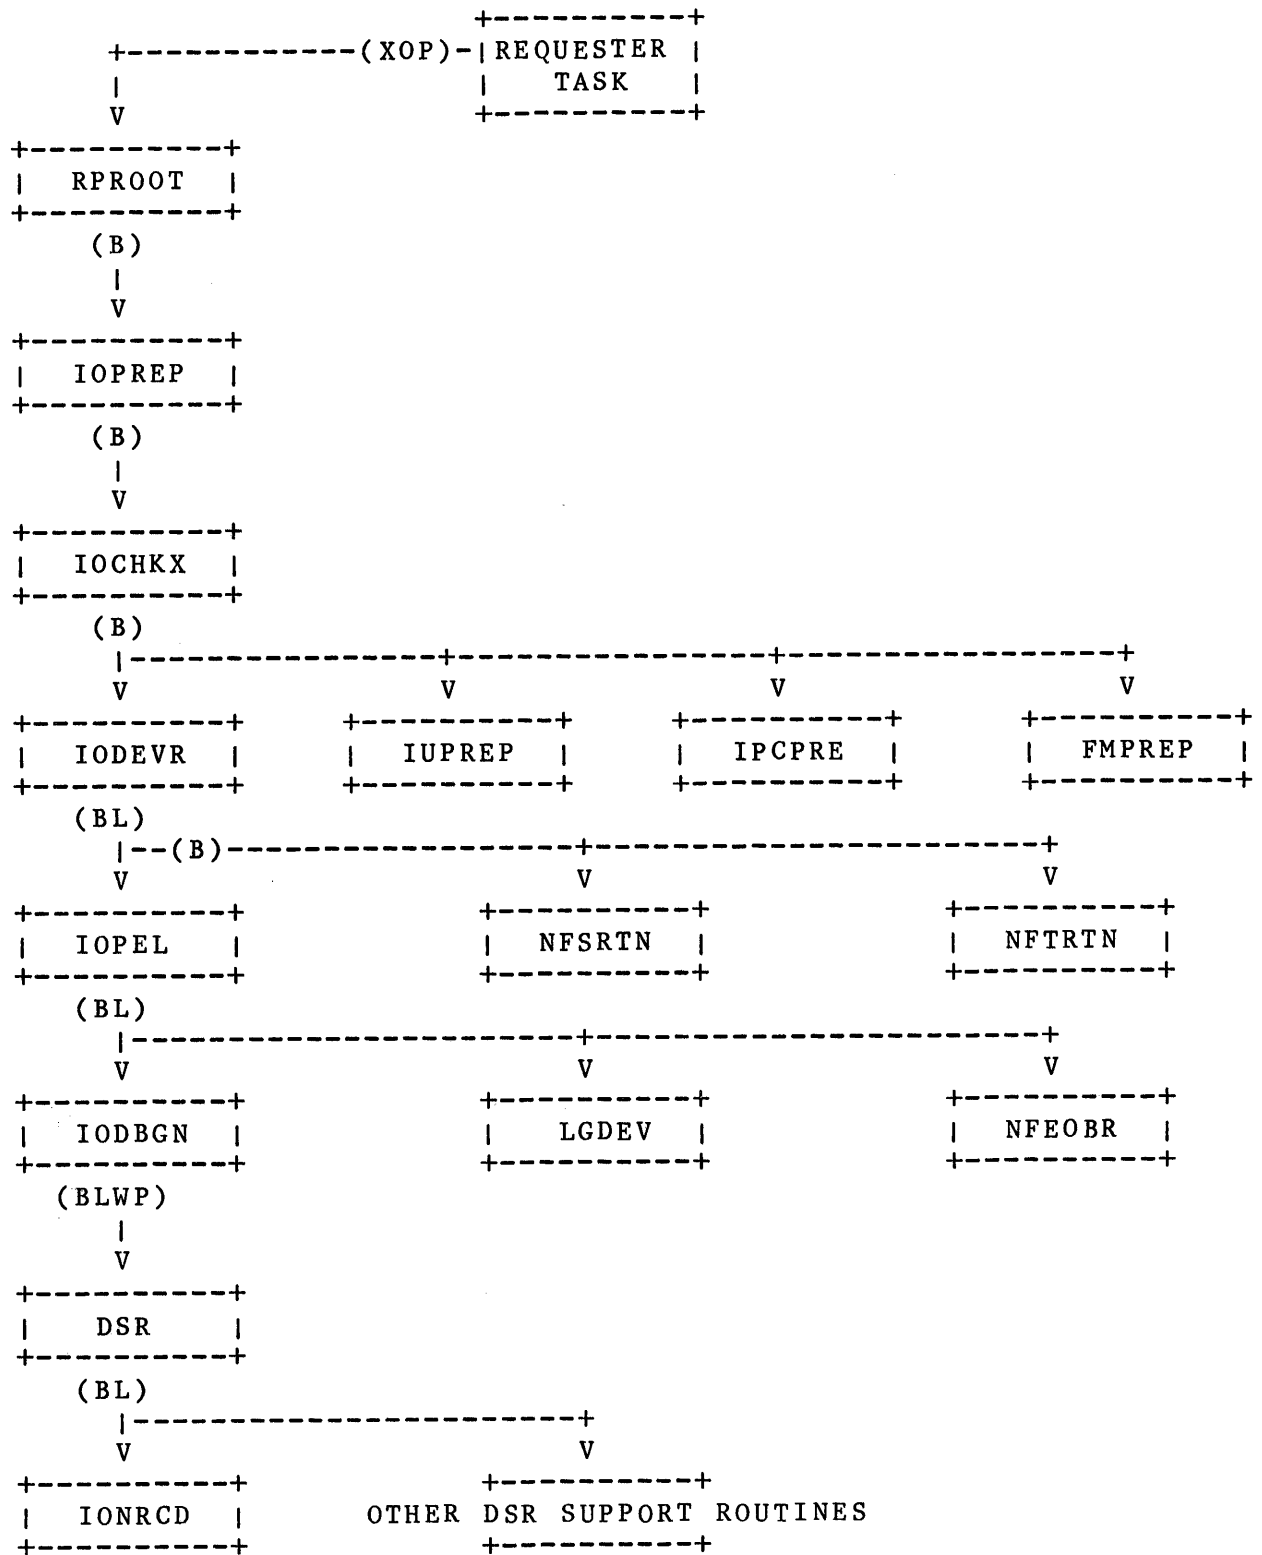 (XOP)
REQUESTER
TASK
V
RPROOT
(B)
V
IOPREP
(B)
V
IOCHKX
(B)
V V V V
IODEVR IUPREP IPCPRE FMPREP
(BL)
(B)
V V V
IOPEL NFSRTN NFTRTN
(BL)
V V V
IODBGN LGDEV NFEOBR
(BLWP)
V
DSR
(BL)
V V
IONRCD OTHER DSR SUPPORT ROUTINES